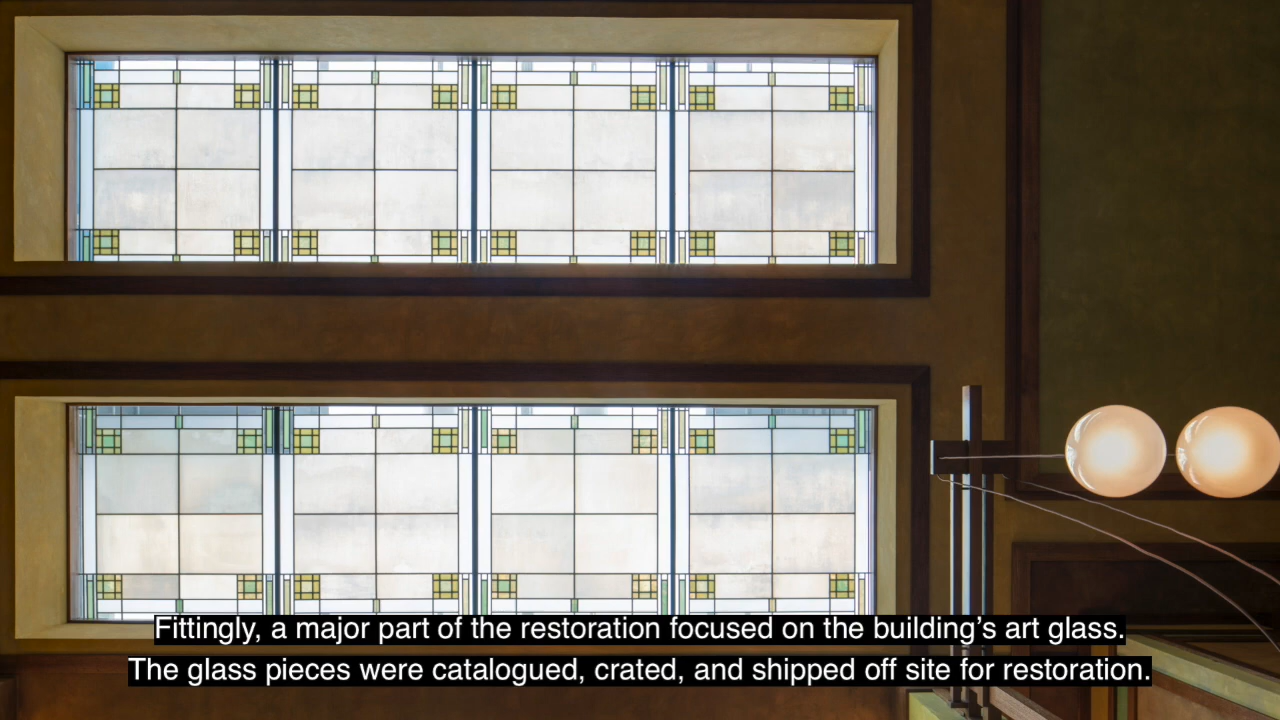 Fittingly, a major part of the restoration focused on the building’s art glass.
The glass pieces were catalogued, crated, and shipped off site for restoration.